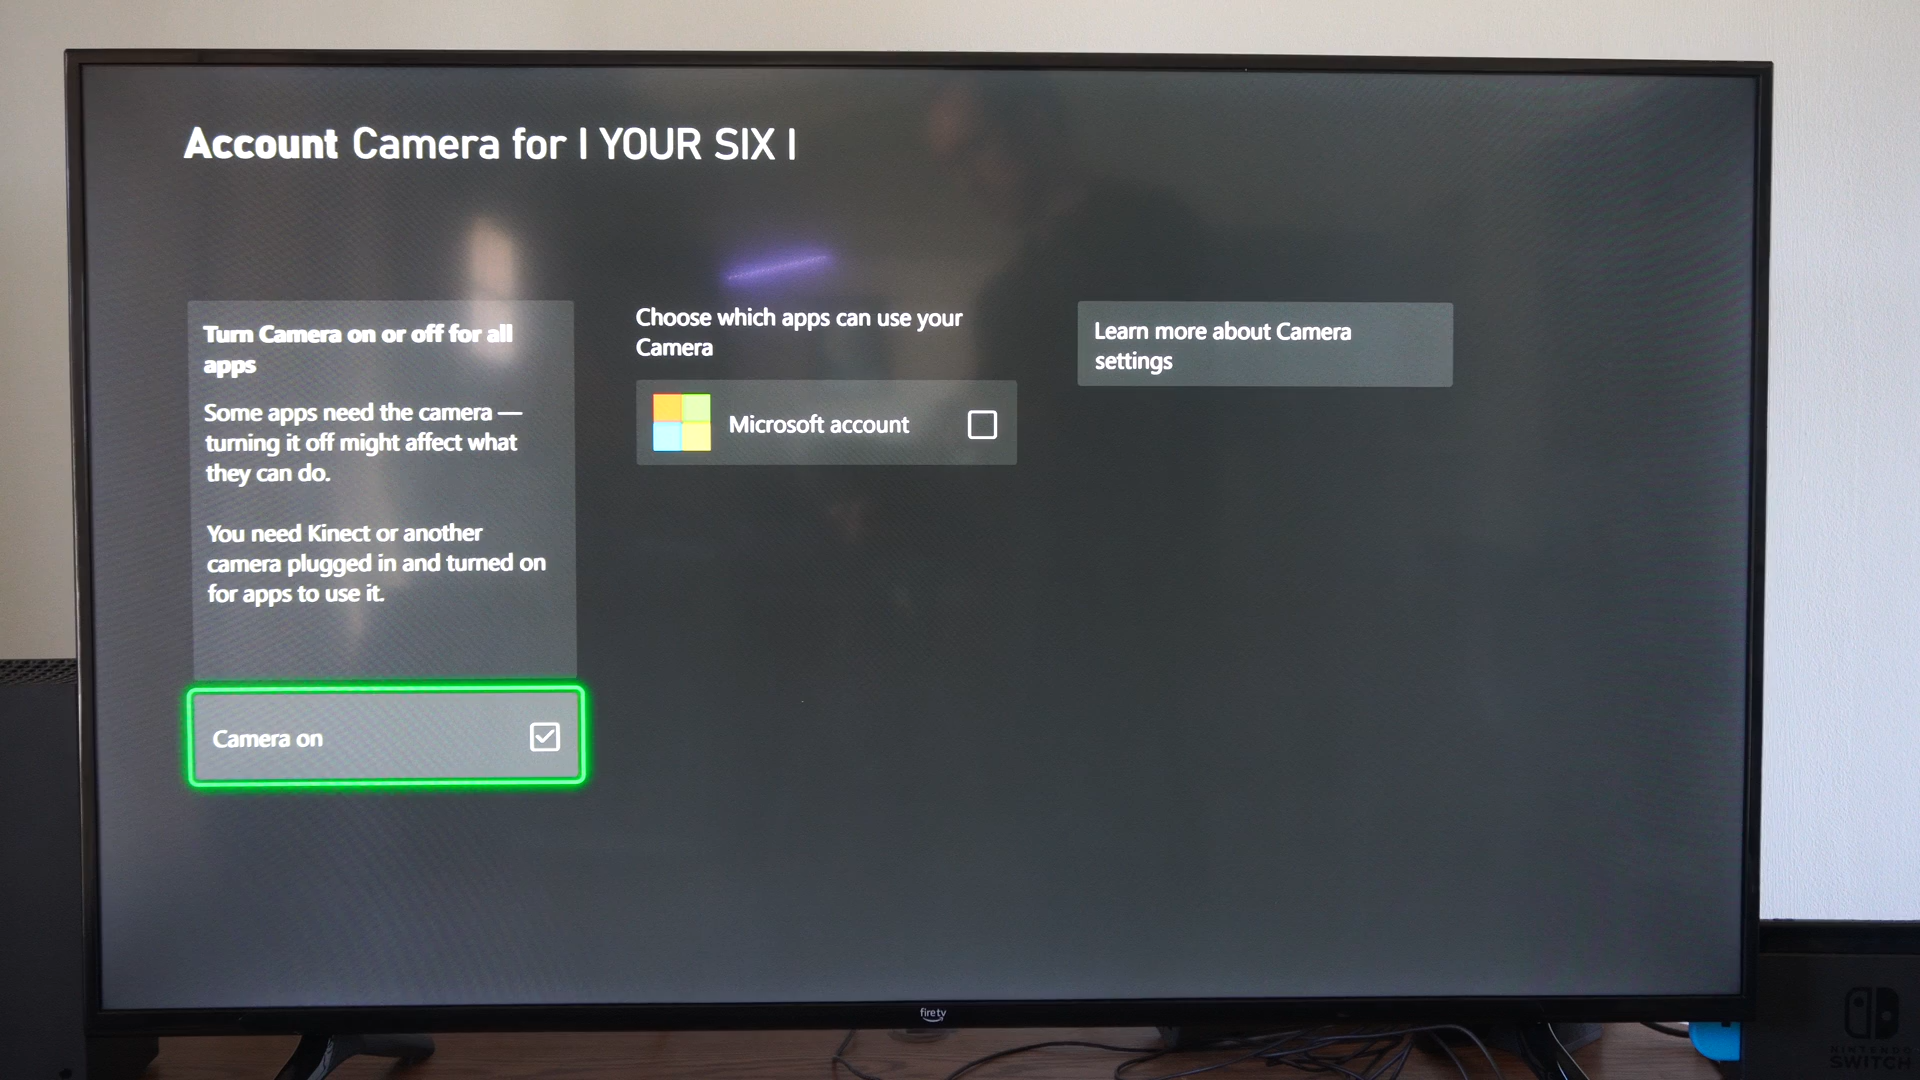 Account Camera for I YOUR SIX I
Turn Camera on or off for all
apps
Some apps need the camera —
turning it off might affect what
they can do.
You need Kinect or another
camera plugged in and turned on
for apps to use it.
Camera on
Choose which apps can use your
Camera
Microsoft account
Learn more about Camera
settings
firetv
NINTENDO
SWITCH